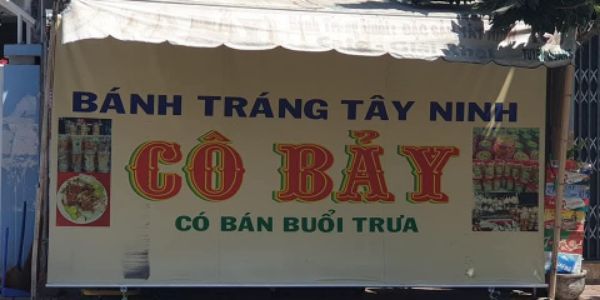 BÁNH TRÁNG TÂY NINH
CÔ BẢY
CÓ BÁN BUỔI TRƯA